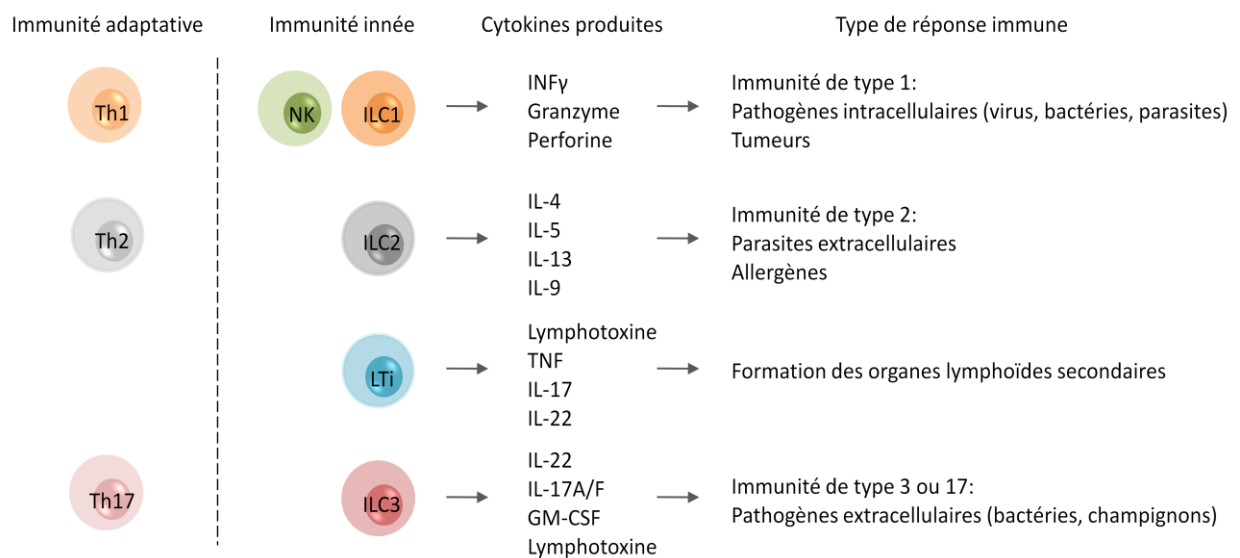 Immunité adaptative
Immunité innée
Cytokines produites
Type de réponse immune
Th1
NK
ILC1
INFγ
Granzyme
Perforine
Immunité de type 1:
Pathogènes intracellulaires (virus, bactéries, parasites)
Tumeurs
Th2
ILC2
IL-4
IL-5
IL-13
IL-9
Immunité de type 2:
Parasites extracellulaires
Allergènes
LTi
Lymphotoxine
TNF
IL-17
IL-22
Formation des organes lymphoïdes secondaires
Th17
ILC3
IL-22
IL-17A/F
GM-CSF
Lymphotoxine
Immunité de type 3 ou 17:
Pathogènes extracellulaires (bactéries, champignons)